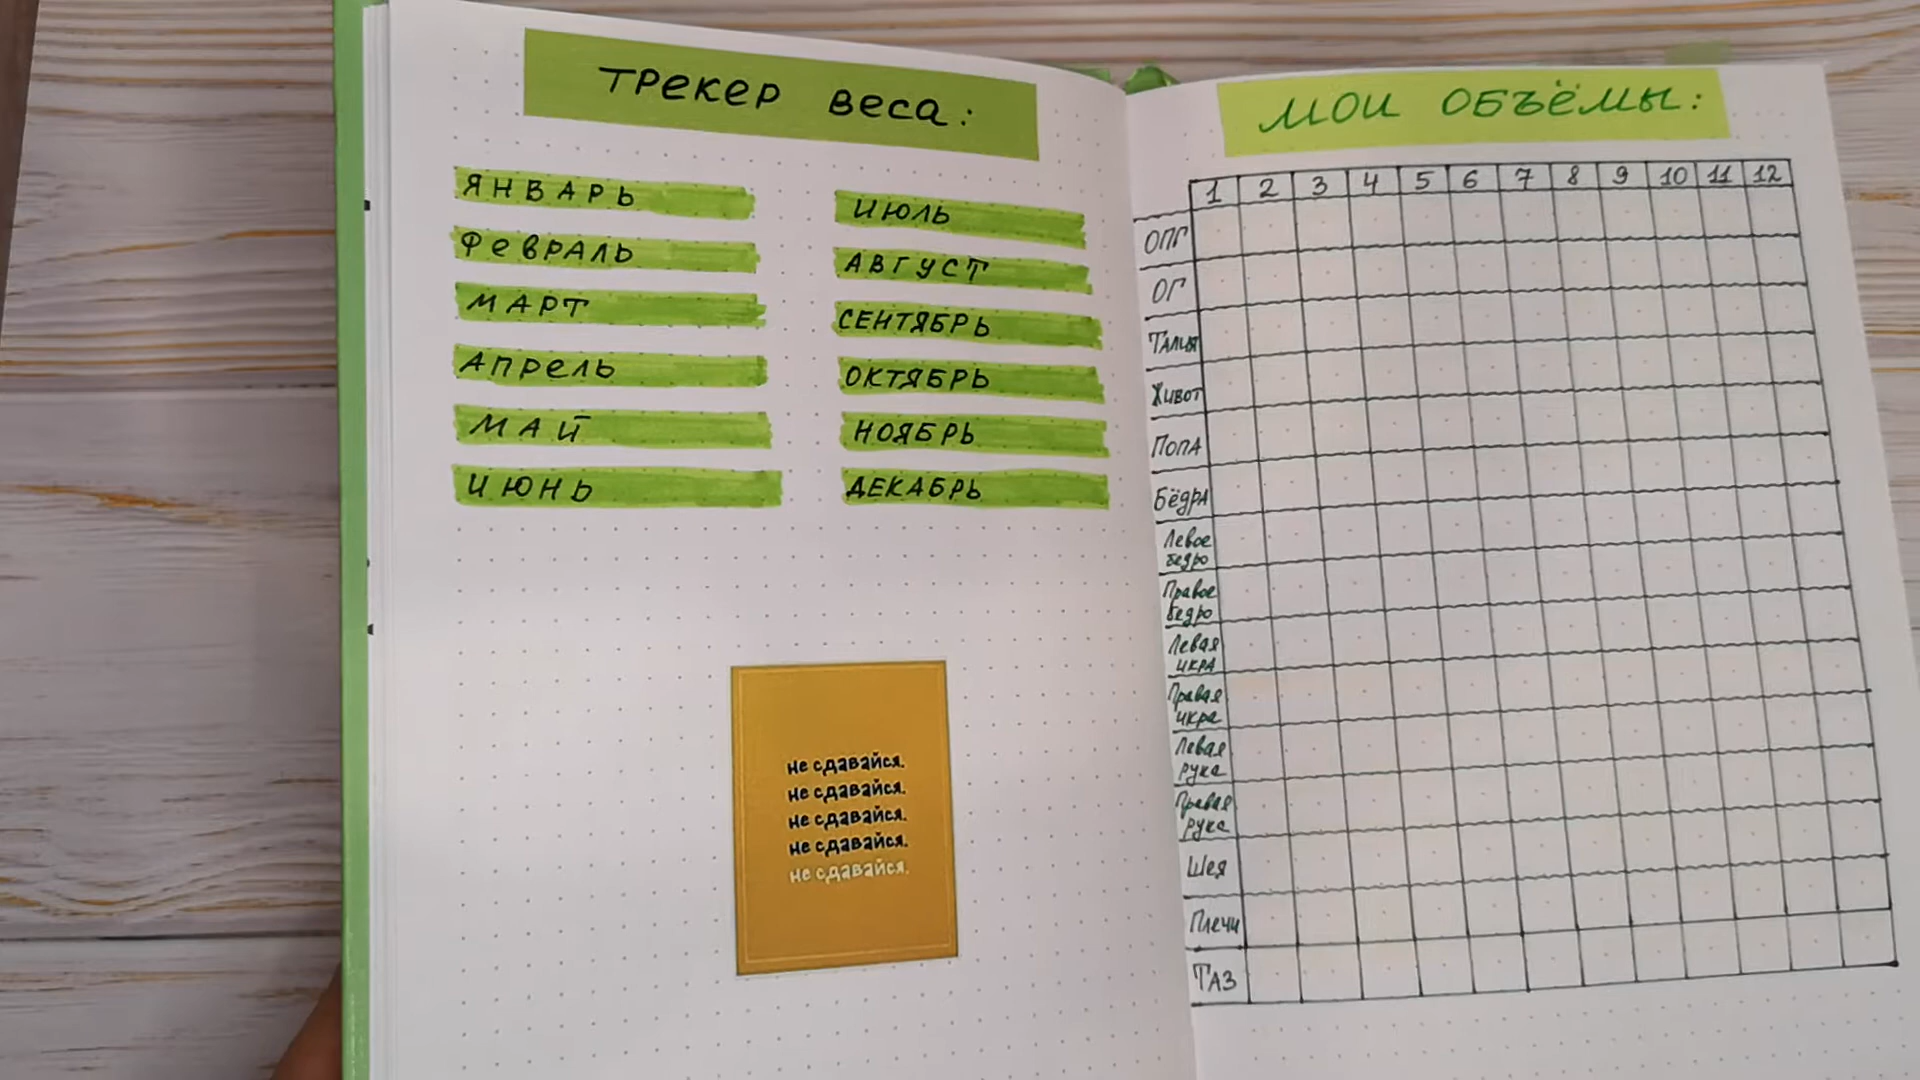 ТРЕКЕР ВЕСА:
ЯНВАРЬ
ФЕВРАЛЬ
МАРТ
АПРЕЛЬ
МАЙ
ИЮНЬ
ИЮЛЬ
АВГУСТ
СЕНТЯБРЬ
ОКТЯБРЬ
НОЯБРЬ
ДЕКАБРЬ
не сдавайся.
не сдавайся.
не сдавайся.
не сдавайся.
не сдавайся.
МОИ ОБЪЁМЫ:
1 2 3 4 5 6 7 8 9 10 11 12
ОПГ
ОГ
ТАЛИЯ
Живот
ПОПА
БЁДРА
Левое
бедро
Правое
бедро
Левая
икра
Правая
икра
Левая
рука
Правая
рука
Шея
Плечи
ТАЗ